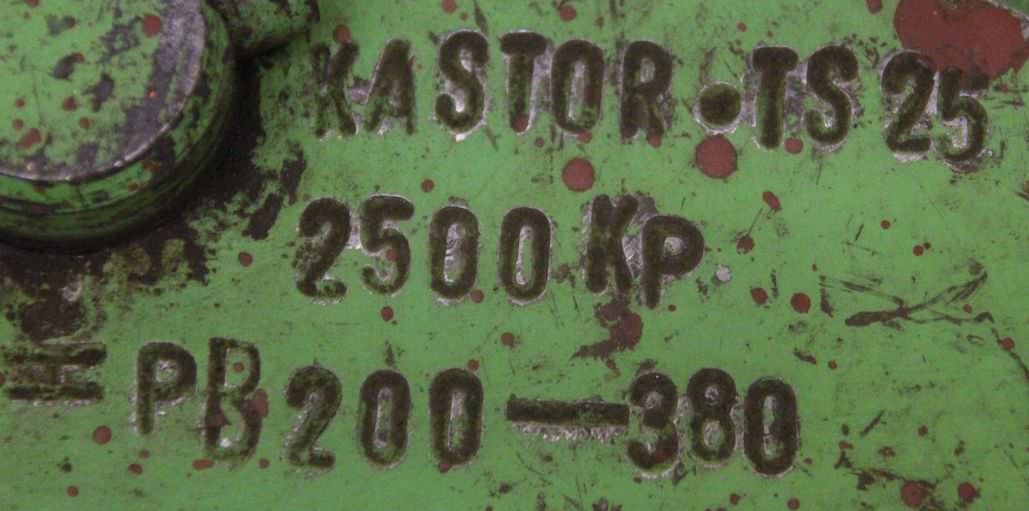 KASTOR • TS 25
2500 KP
H PB 200-380